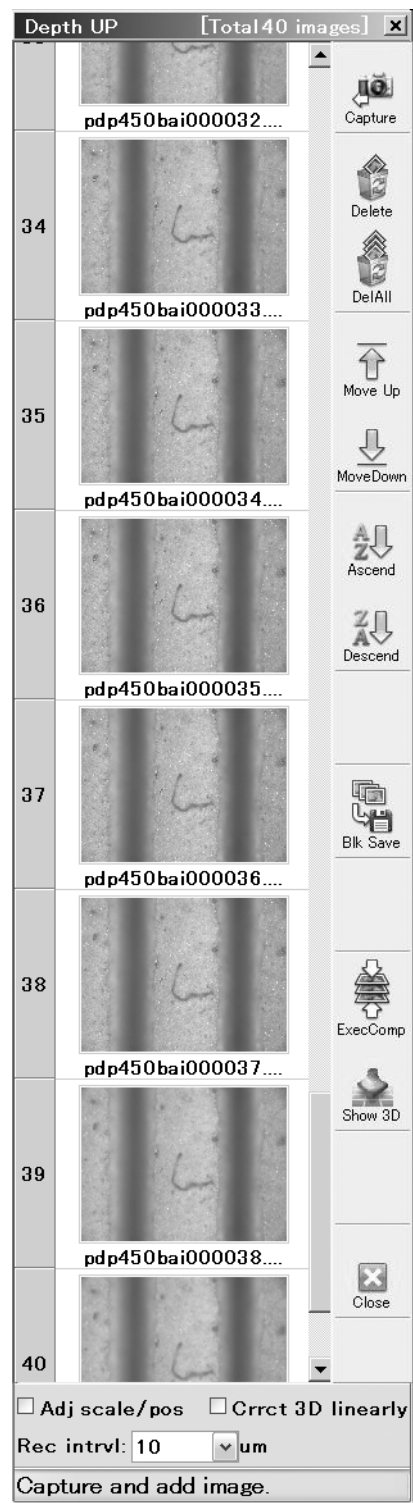 Depth UP [Total40 images]
pdp450bai000032....
Capture
34
pdp450bai000033....
Delete
DelAll
35
pdp450bai000034....
Move Up
MoveDown
36
pdp450bai000035....
Ascend
Descend
37
pdp450bai000036....
Blk Save
38
pdp450bai000037....
ExecComp
39
pdp450bai000038....
Show 3D
40
Close
Adj scale/pos Crrct 3D linearly
Rec intrvl: 10 um
Capture and add image.